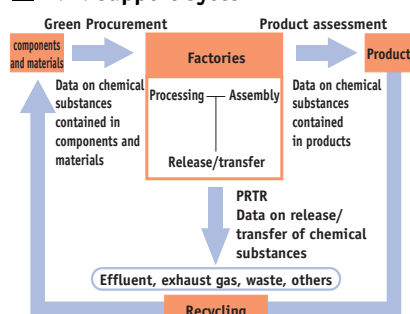 Green Procurement
Product assessment
components
and materials
Factories
Product
Data on chemical
substances
contained in
components and
materials
Processing
Assembly
Release/transfer
Data on chemical
substances
contained
in products
PRTR
Data on release/
transfer of chemical
substances
Effluent, exhaust gas, waste, others
Recycling